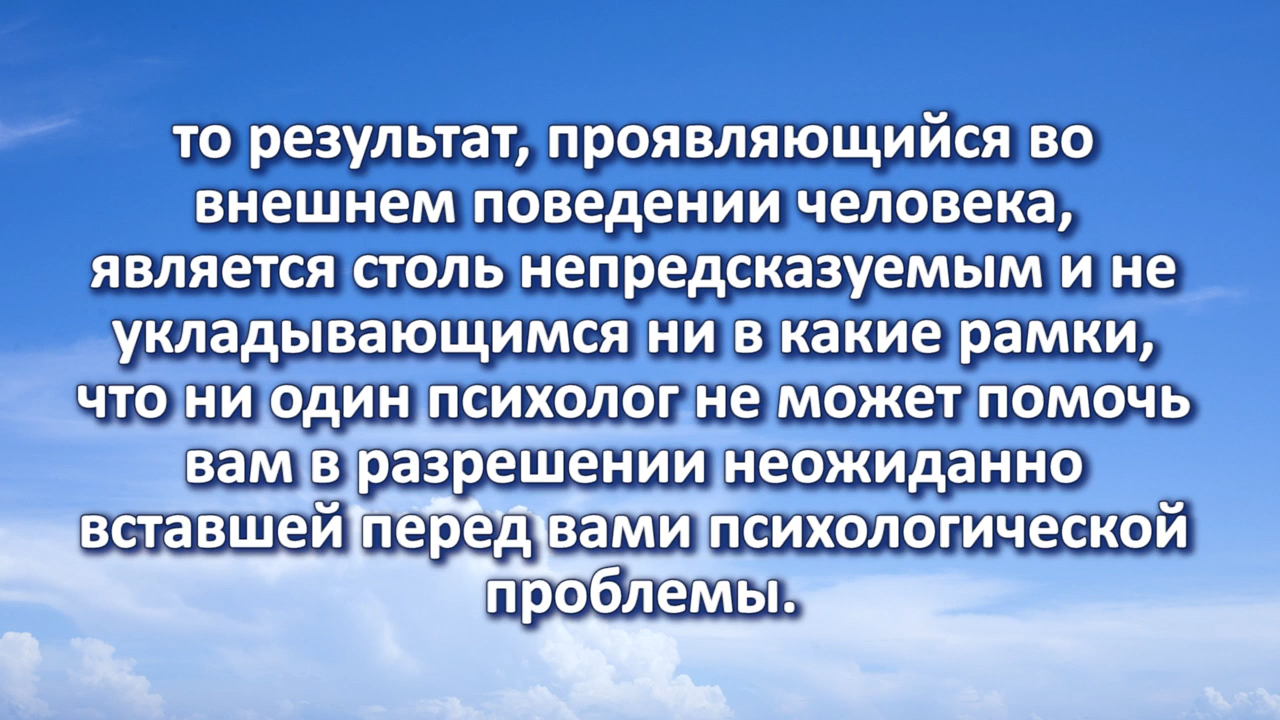 то результат, проявляющийся во
внешнем поведении человека,
является столь непредсказуемым и не
укладывающимся ни в какие рамки,
что ни один психолог не может помочь
вам в разрешении неожиданно
вставшей перед вами психологической
проблемы.